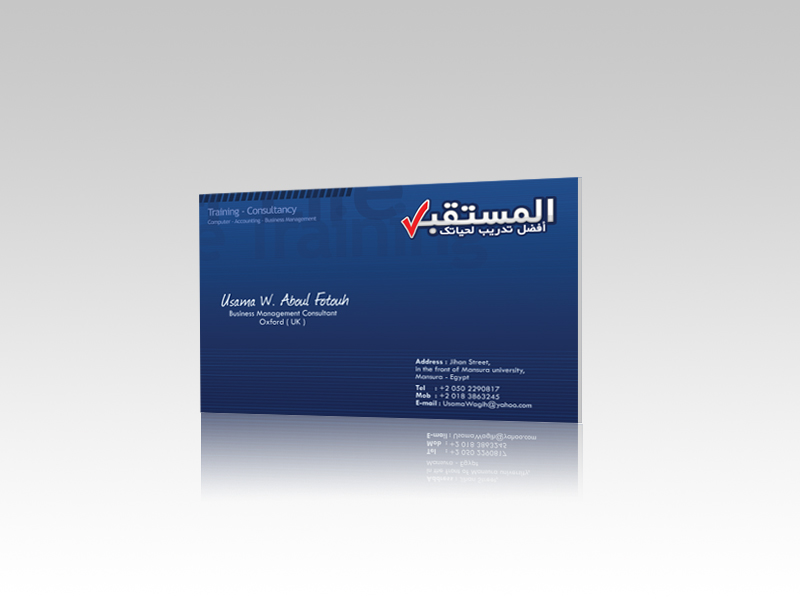 Training - Consultancy
Computer - Accounting - Business Management
المستقبل
أفضل تدريب لحياتك
Life
Training
Usama W. Aboul Fotouh
Business Management Consultant
Oxford ( UK )
Address : Jihan Street,
In the front of Mansura university,
Mansura - Egypt
Tel : +2 050 2290817
Mob : +2 018 3863245
E-mail : UsamaWagih@yahoo.com